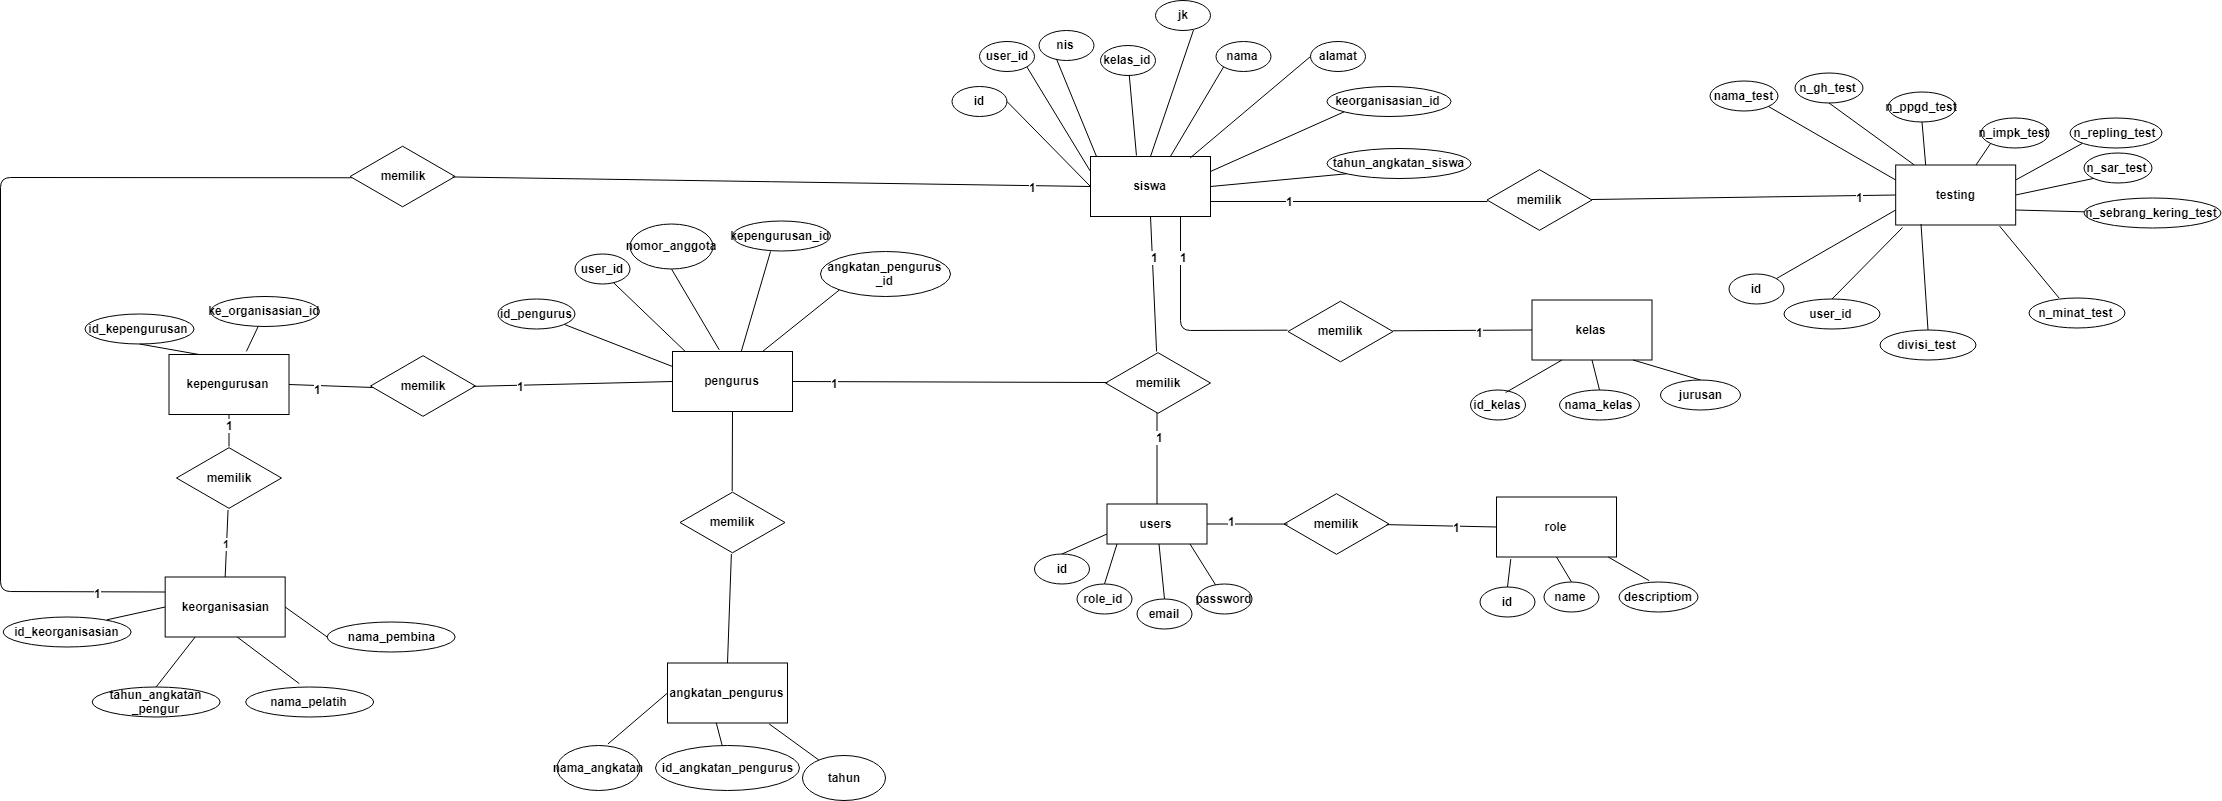 jk
user_id
nis
kelas_id
nama
alamat
id
keorganisasian_id
tahun_angkatan_siswa
nama_test
n_gh_test
n_ppgd_test
n_impk_test
n_repling_test
n_sar_test
n_sebrang_kering_test
memilik
1
siswa
1
memilik
1
testing
id
user_id
divisi_test
n_minat_test
user_id
nomor_anggota
kepengurusan_id
angkatan_pengurus
_id
id_pengurus
1
1
id_kepengurusan
ke_organisasian_id
memilik
1
kelas
id_kelas
nama_kelas
jurusan
kepengurusan
1
memilik
1
pengurus
1
memilik
1
memilik
1
1
memilik
users
1
memilik
1
role
id
role_id
email
password
id
name
descriptiom
1
keorganisasian
id_keorganisasian
nama_pembina
tahun_angkatan
_pengur
nama_pelatih
memilik
angkatan_pengurus
nama_angkatan
id_angkatan_pengurus
tahun